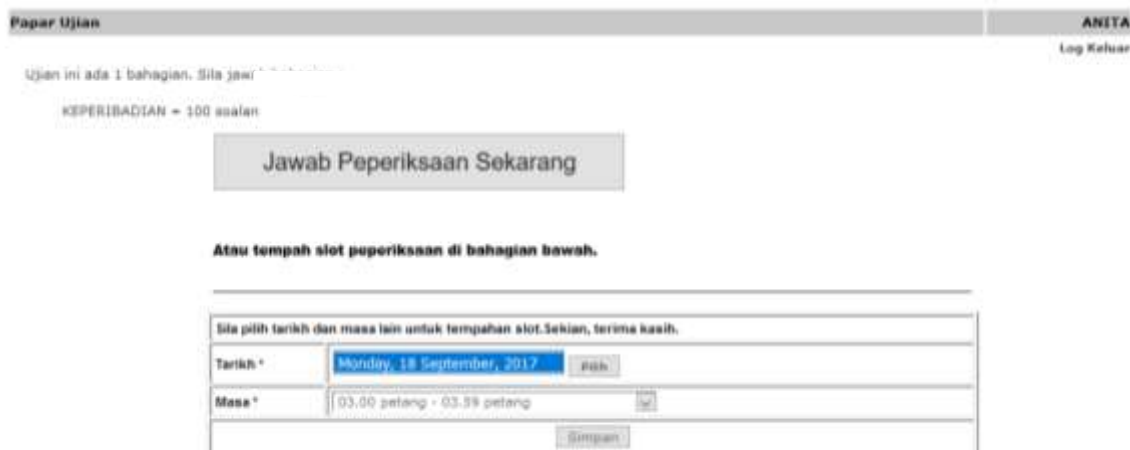 Papar Ujian
ANITA
Log Keluar
Ujian ini ada 1 bahagian. Sila
KEPERIBADIAN = 100 soalan
Jawab Peperiksaan Sekarang
Atau tempah slot peperiksaan di bahagian bawah.
Sila pilih tarikh dan masa lain untuk tempahan slot.Sekian, terima kasih.
Tarikh * Monday, 18 September, 2017 Pilih
Masa * 03.00 petang - 03.59 petang
Simpan